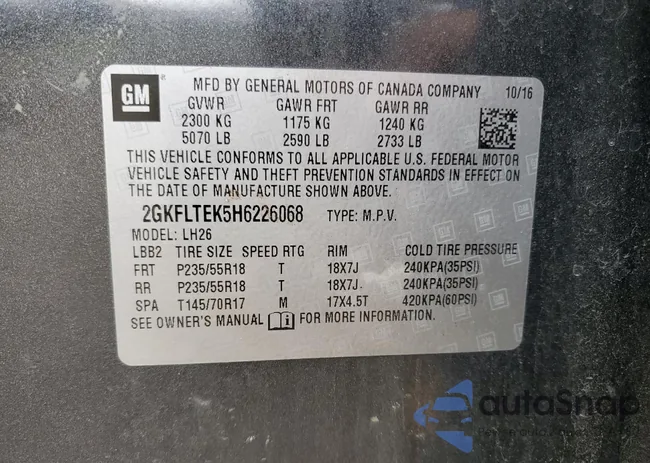 GM
MFD BY GENERAL MOTORS OF CANADA COMPANY 10/16
GVWR GAWR FRT GAWR RR
2300 KG 1175 KG 1240 KG
5070 LB 2590 LB 2733 LB
THIS VEHICLE CONFORMS TO ALL APPLICABLE U.S. FEDERAL MOTOR
VEHICLE SAFETY AND THEFT PREVENTION STANDARDS IN EFFECT ON
THE DATE OF MANUFACTURE SHOWN ABOVE.
2GKFLTEK5H6226068 TYPE: M.P.V.
MODEL: LH26
LBB2 TIRE SIZE SPEED RTG RIM COLD TIRE PRESSURE
FRT P235/55R18 T 18X7J 240KPA(35PSI)
RR P235/55R18 T 18X7J 240KPA(35PSI)
SPA T145/70R17 M 17X4.5T 420KPA(60PSI)
SEE OWNER'S MANUAL FOR MORE INFORMATION.
autoSnap